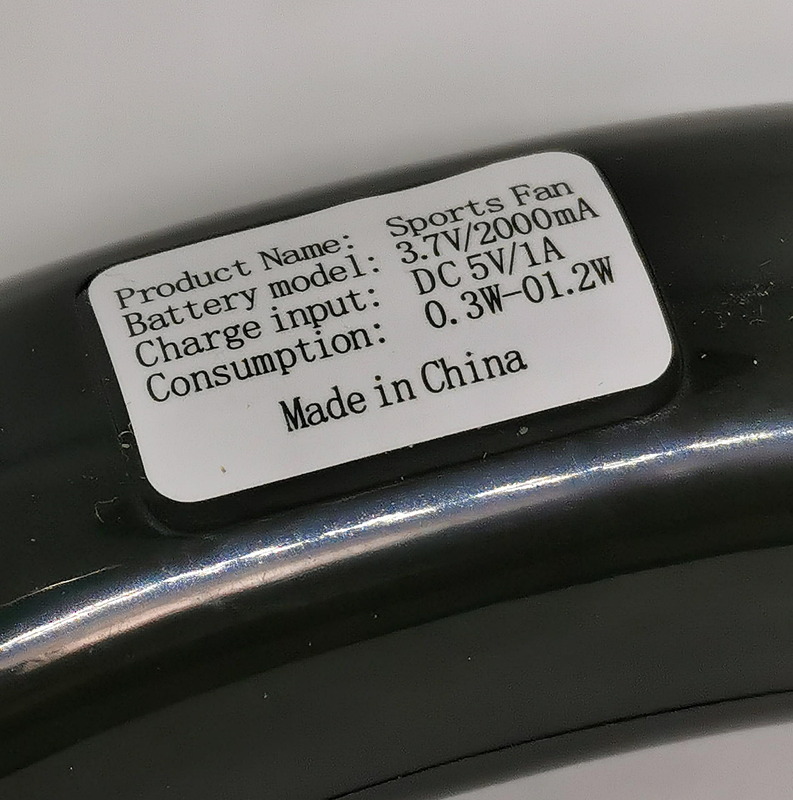 Product Name: Sports Fan
Battery model: 3.7V/2000mA
Charge input: DC 5V/1A
Consumption: 0.3W-01.2W
Made in China